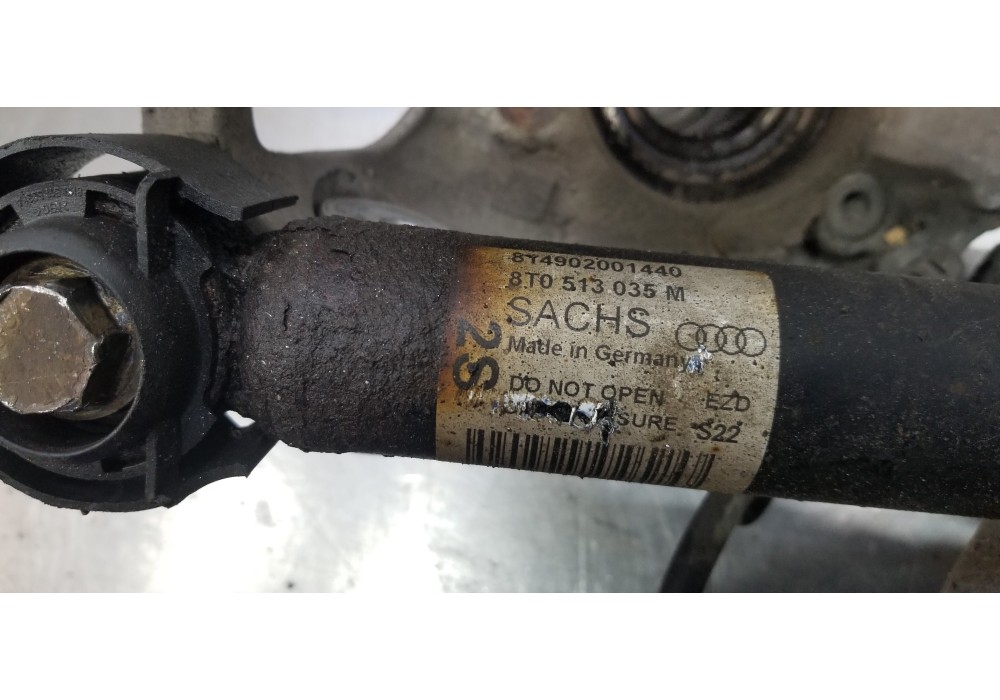 8T4902001440
8T0 513 035 M
SACHS
Made in Germany
2S
DO NOT OPEN EZD
SURE S22